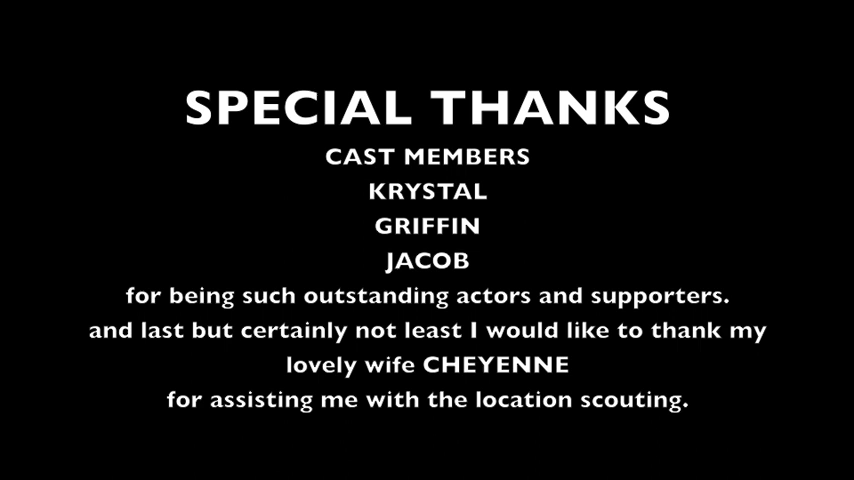 SPECIAL THANKS
CAST MEMBERS
KRYSTAL
GRIFFIN
JACOB
for being such outstanding actors and supporters.
and last but certainly not least I would like to thank my
lovely wife CHEYENNE
for assisting me with the location scouting.